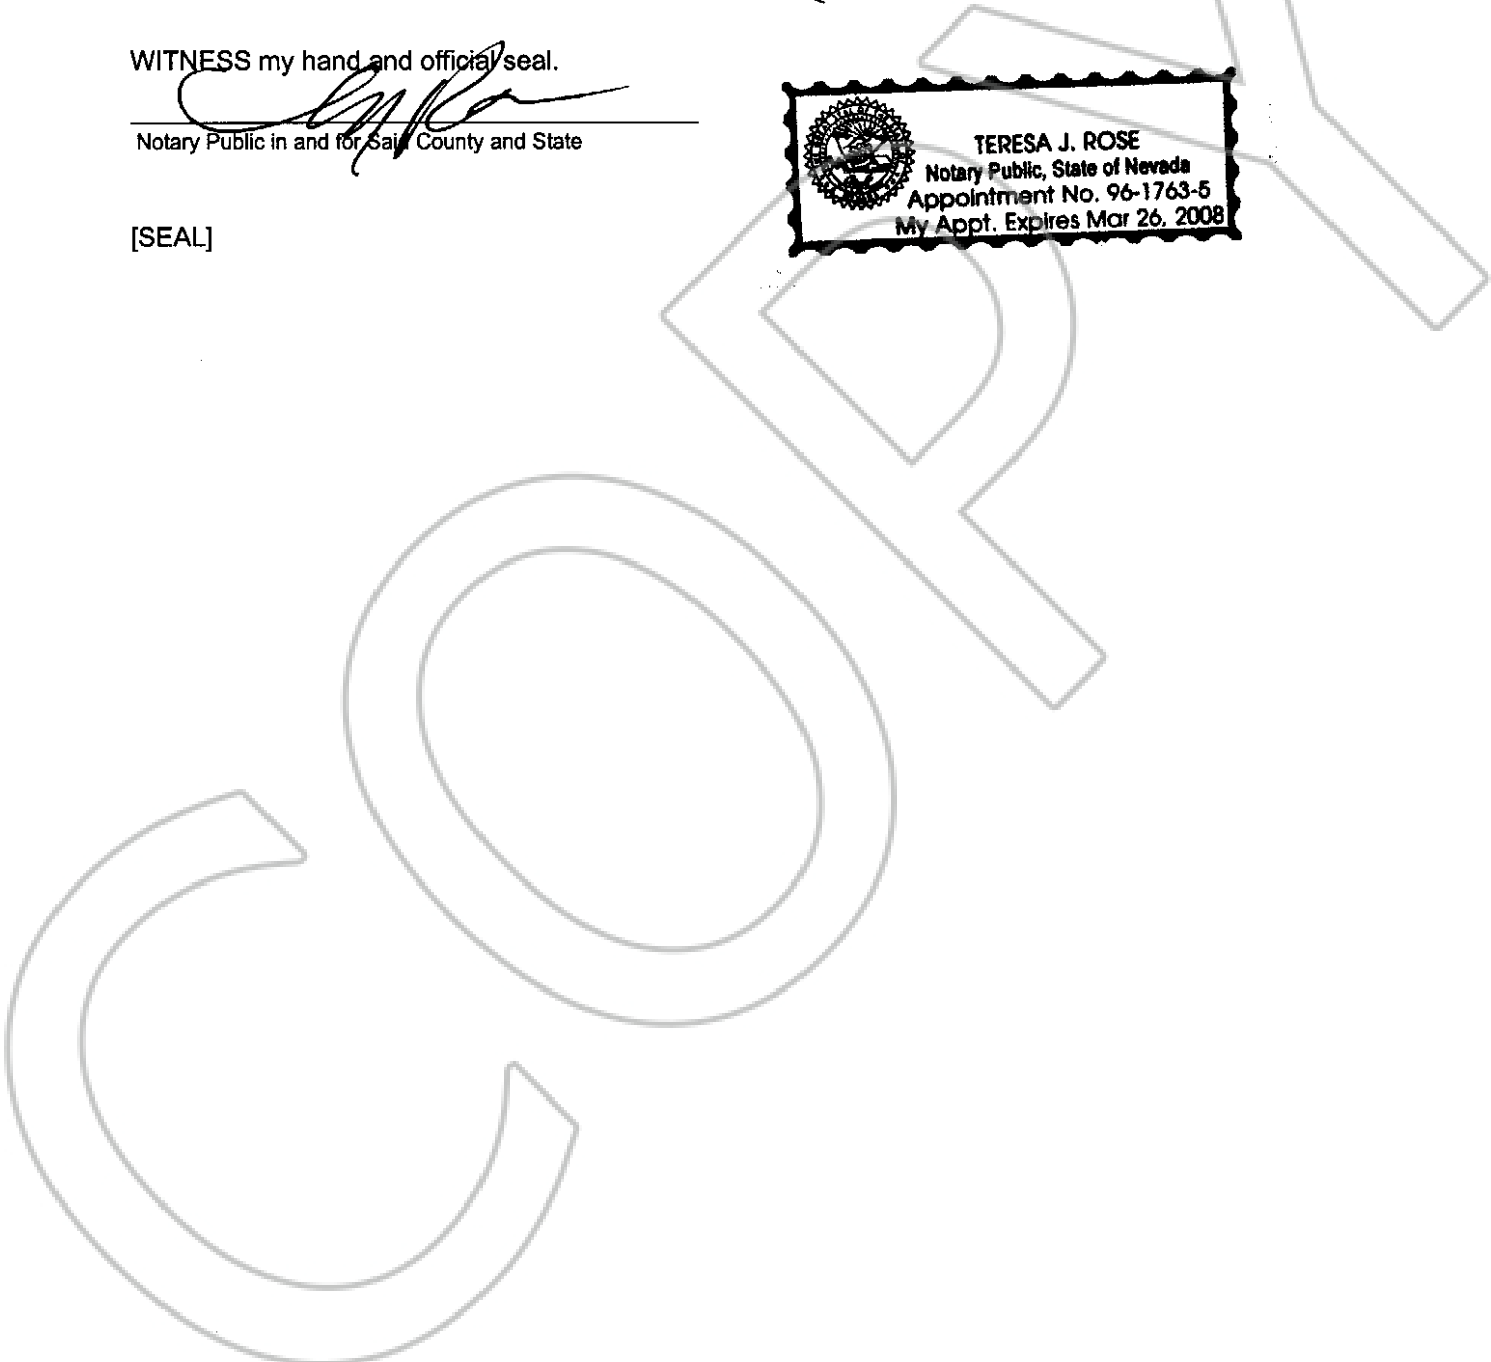 WITNESS my hand and official seal.
Notary Public in and for Said County and State
[SEAL]
TERESA J. ROSE
Notary Public, State of Nevada
Appointment No. 96-1763-5
My Appt. Expires Mar 26, 2008
COPY